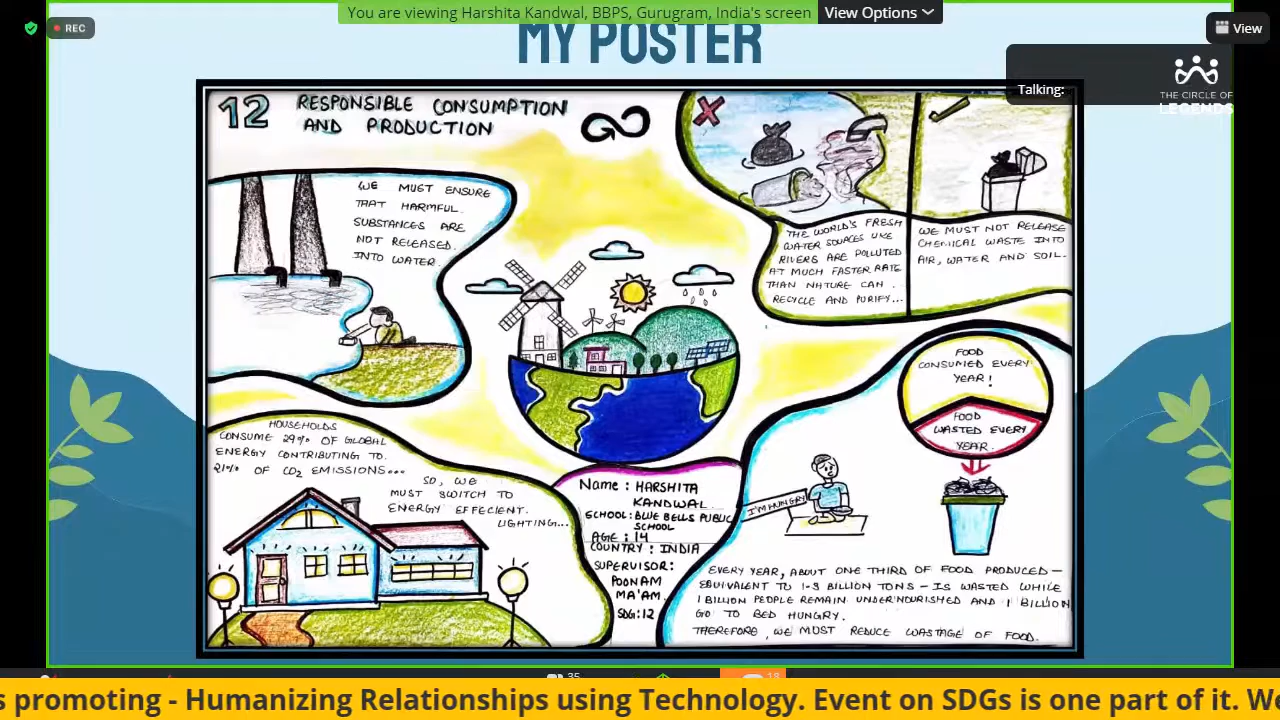 You are viewing Harshita Kandwal, BBPS, Gurugram, India's screen
View Options
REC
View
MY POSTER
Talking:
THE CIRCLE OF
LEGENDS
12
RESPONSIBLE CONSUMPTION
AND PRODUCTION
WE MUST ENSURE
THAT HARMFUL
SUBSTANCES ARE
NOT RELEASED.
INTO WATER
THE WORLD'S FRESH
WATER SOURCES LIKE
RIVERS ARE POLLUTED
AT MUCH FASTER RATE
THAN NATURE CAN
RECYCLE AND PURIFY...
WE MUST NOT RELEASE
CHEMICAL WASTE INTO
AIR, WATER AND SOIL.
HOUSEHOLDS
CONSUME 29% OF GLOBAL
ENERGY CONTRIBUTING TO
21% OF CO2 EMISSIONS...
SO, WE
MUST SWITCH TO
ENERGY EFFECIENT.
LIGHTING...
Name : HARSHITA
KANDWAL
SCHOOL: BLUE BELLS PUBLIC
SCHOOL
AGE : 14
COUNTRY : INDIA
SUPERVISOR:
POONAM
MA'AM.
SDG:12
FOOD
CONSUMED EVERY
YEAR!
FOOD
WASTED EVERY
YEAR.
I'M HUNGRY
EVERY YEAR, ABOUT ONE THIRD OF FOOD PRODUCED —
EQUIVALENT TO 1-3 BILLION TONS — IS WASTED WHILE
1 BILLION PEOPLE REMAIN UNDERNOURISHED AND 1 BILLION
GO TO BED HUNGRY.
THEREFORE, WE MUST REDUCE WASTAGE OF FOOD.
35
18
s promoting - Humanizing Relationships using Technology. Event on SDGs is one part of it. We